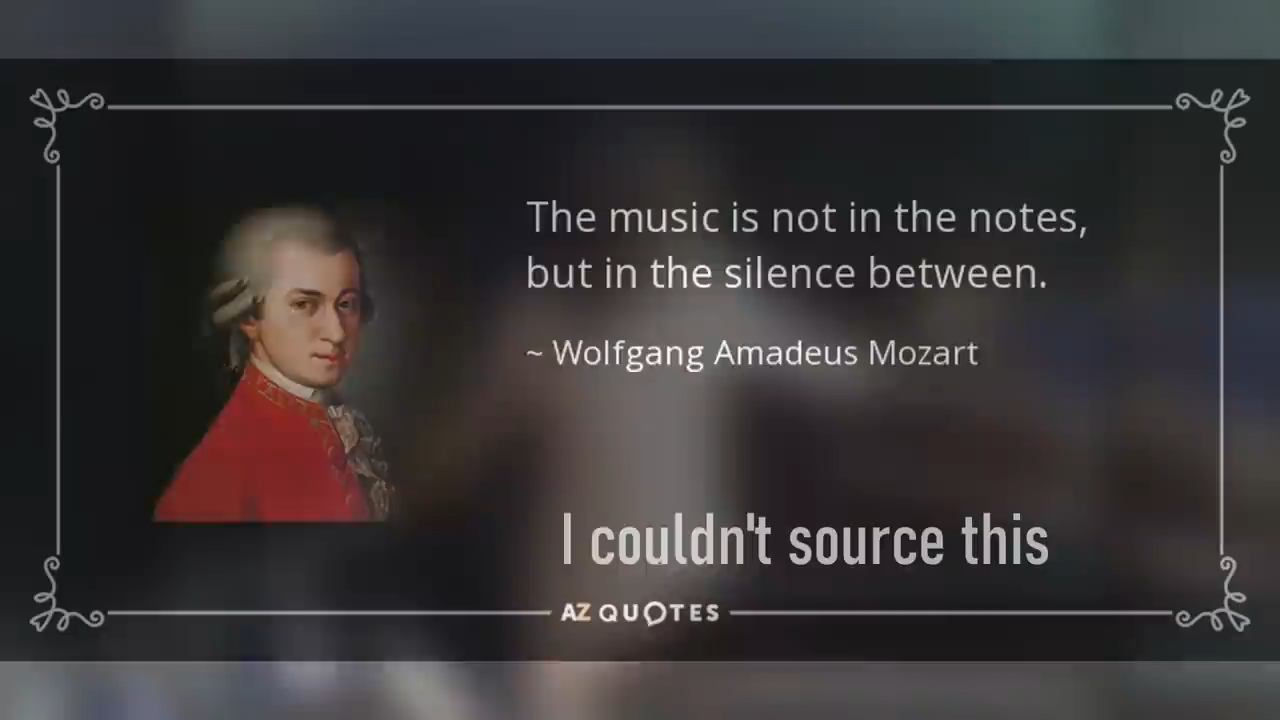 The music is not in the notes,
but in the silence between.
~ Wolfgang Amadeus Mozart
I couldn't source this
AZ QUOTES